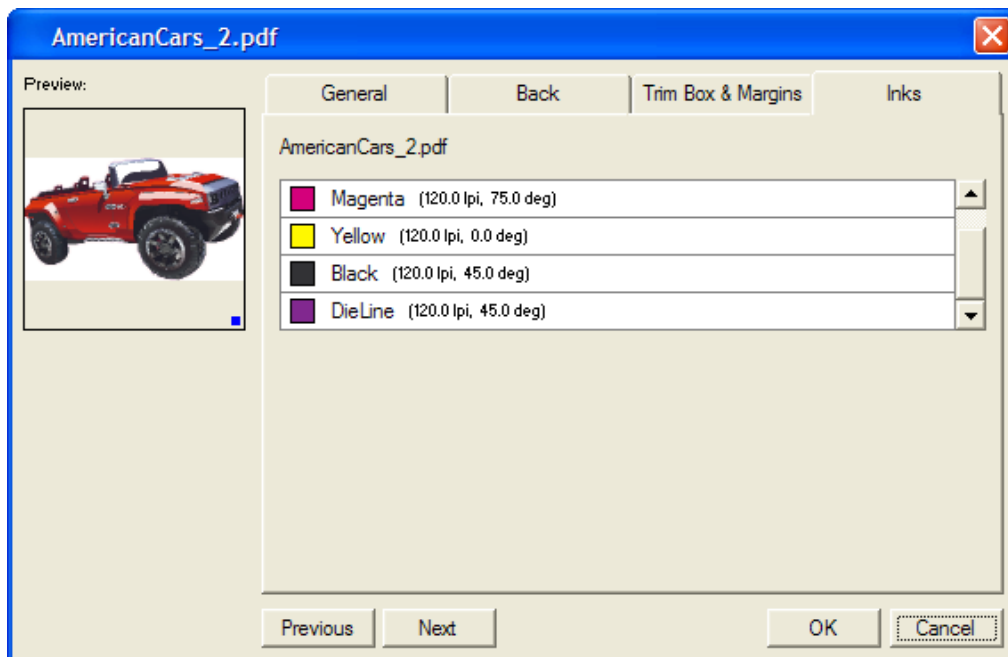 AmericanCars_2.pdf
Preview:
General Back Trim Box & Margins Inks
AmericanCars_2.pdf
Magenta (120.0 lpi, 75.0 deg)
Yellow (120.0 lpi, 0.0 deg)
Black (120.0 lpi, 45.0 deg)
DieLine (120.0 lpi, 45.0 deg)
Previous Next OK Cancel